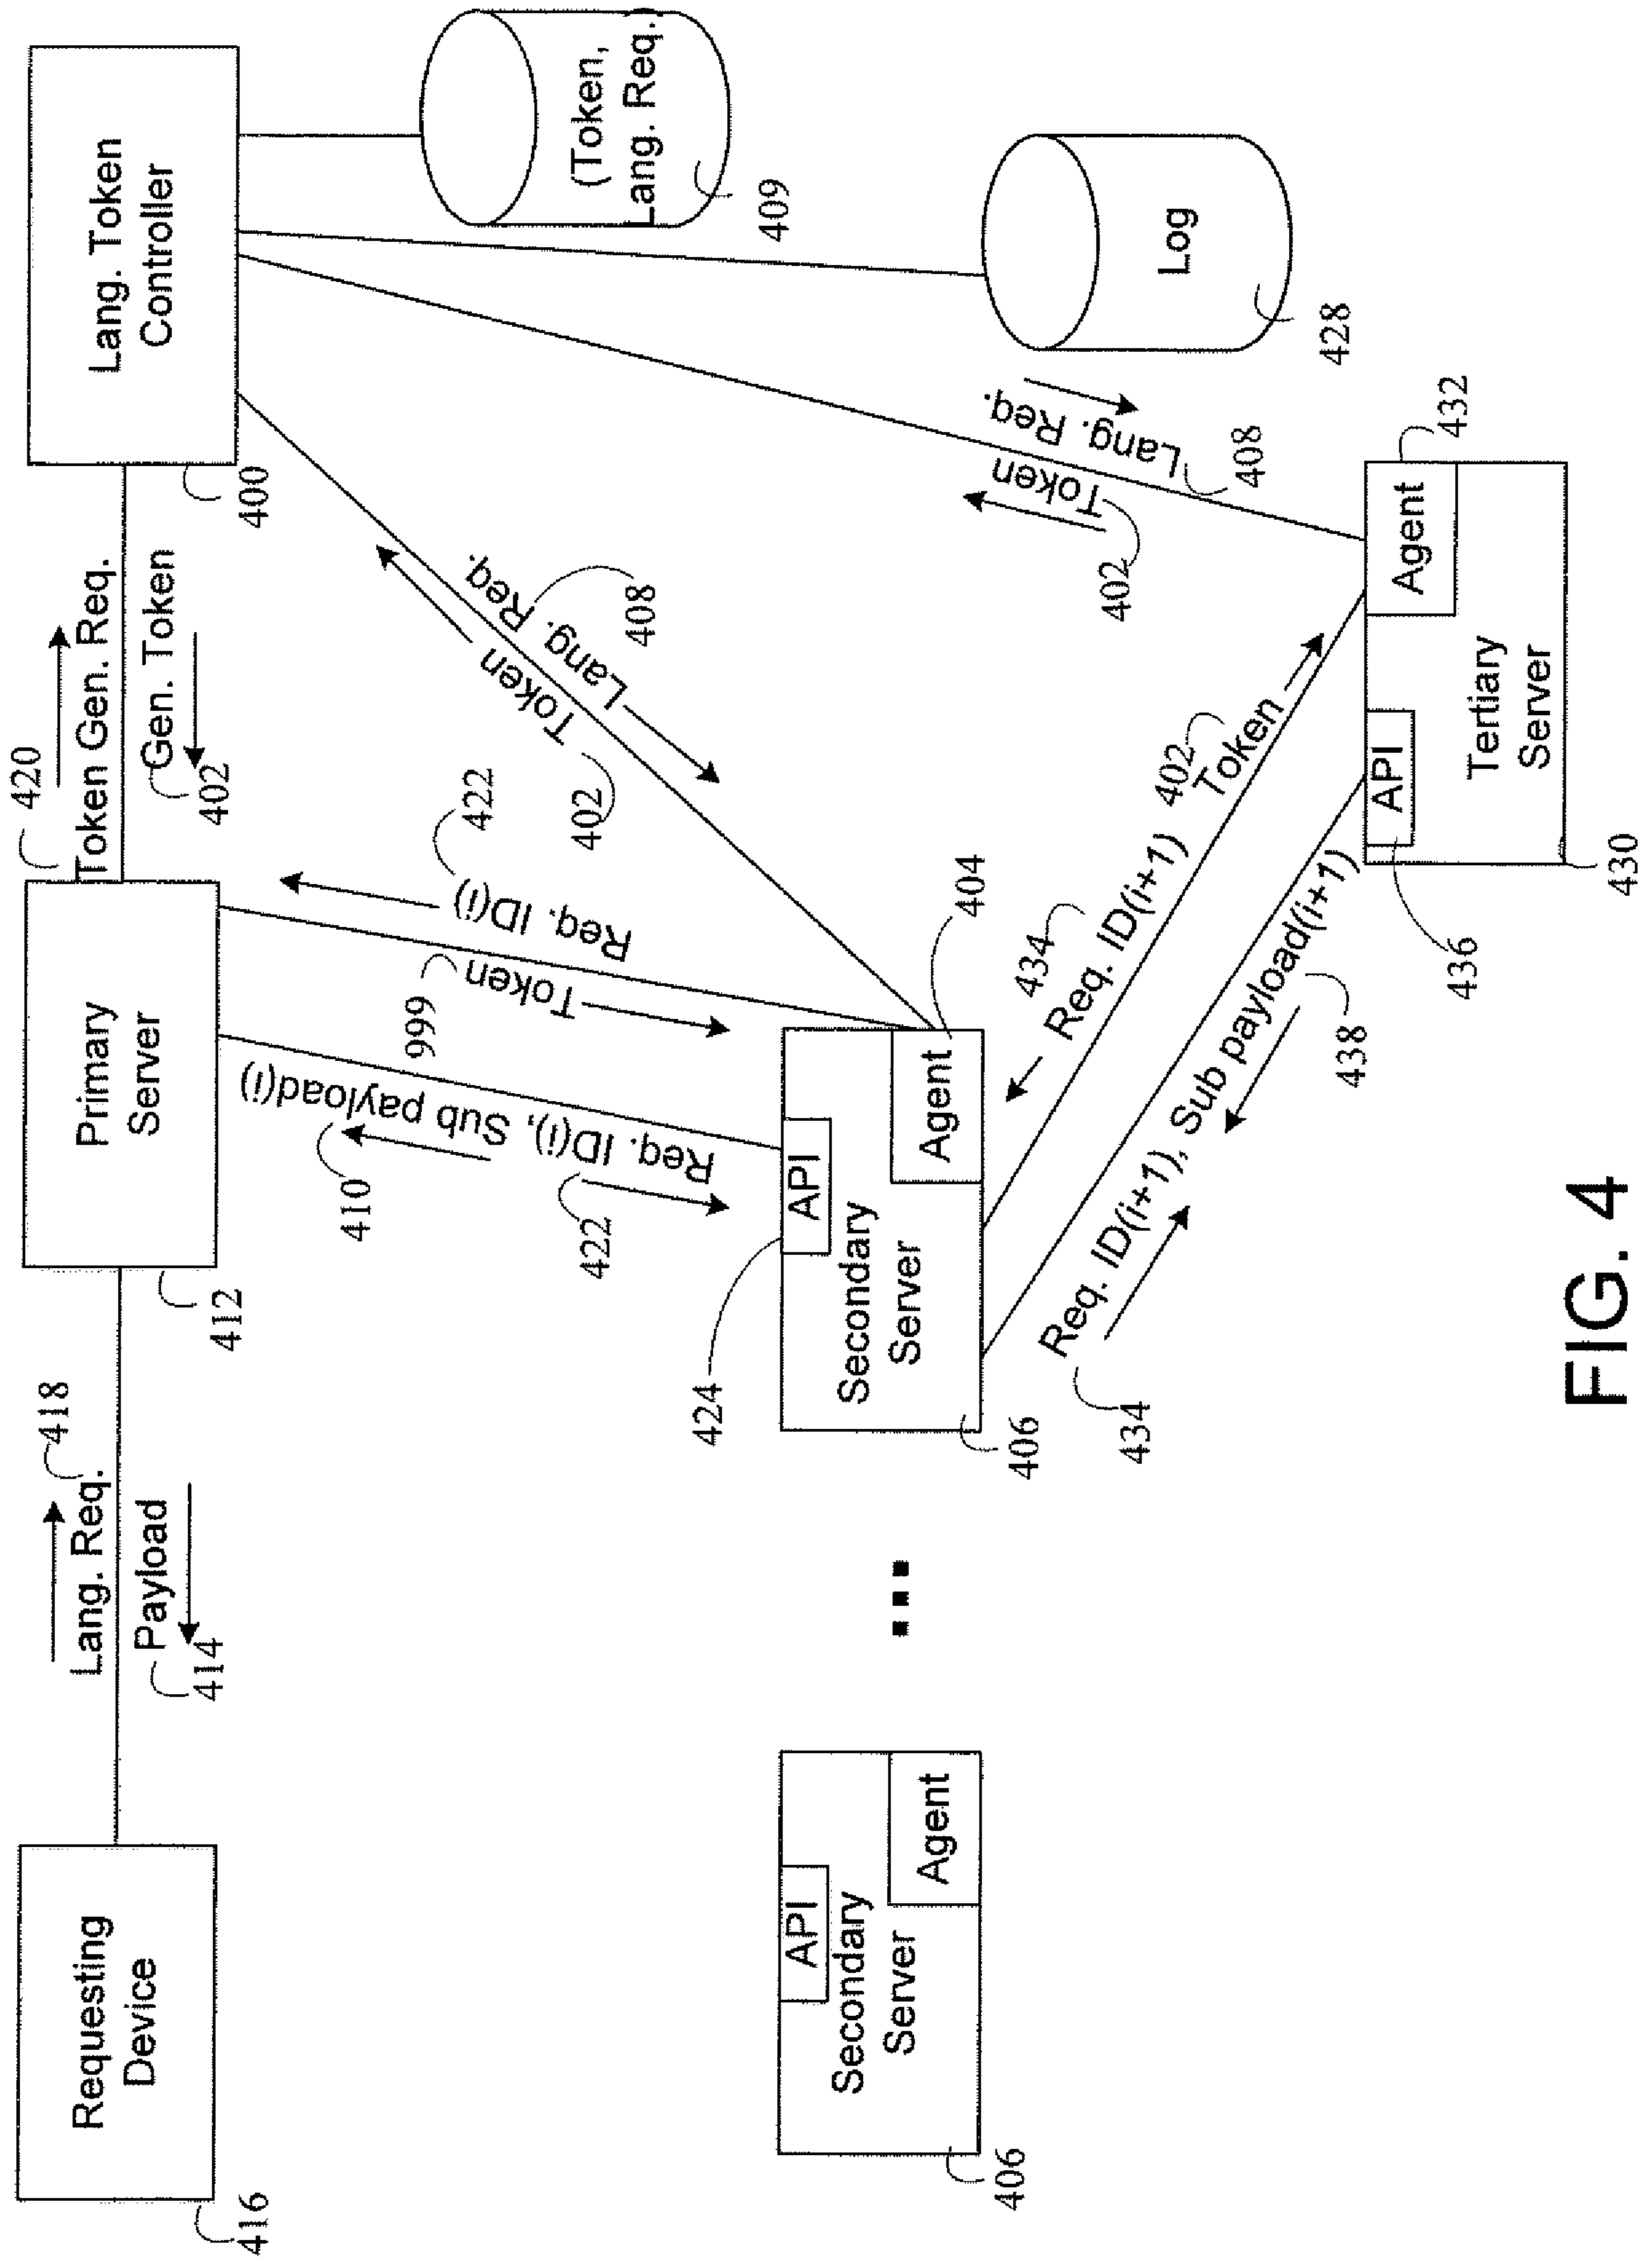 Requesting
Device
416
Lang. Req.
418
Payload
414
Primary
Server
412
420
Token Gen. Req.
Gen. Token
402
Lang. Token
Controller
400
(Token,
Lang. Req.)
409
Log
428
Req. ID(i), Sub payload(i)
410
422
Token
999
Req. ID(i)
422
Token
402
Lang. Req.
408
Token
402
Lang. Req.
408
API
Secondary
Server
Agent
406
...
424
API
Secondary
Server
Agent
404
406
434
Req. ID(i+1)
402
Token
Req. ID(i+1), Sub payload(i+1)
434
438
API
436
Agent
432
Tertiary
Server
430
FIG. 4